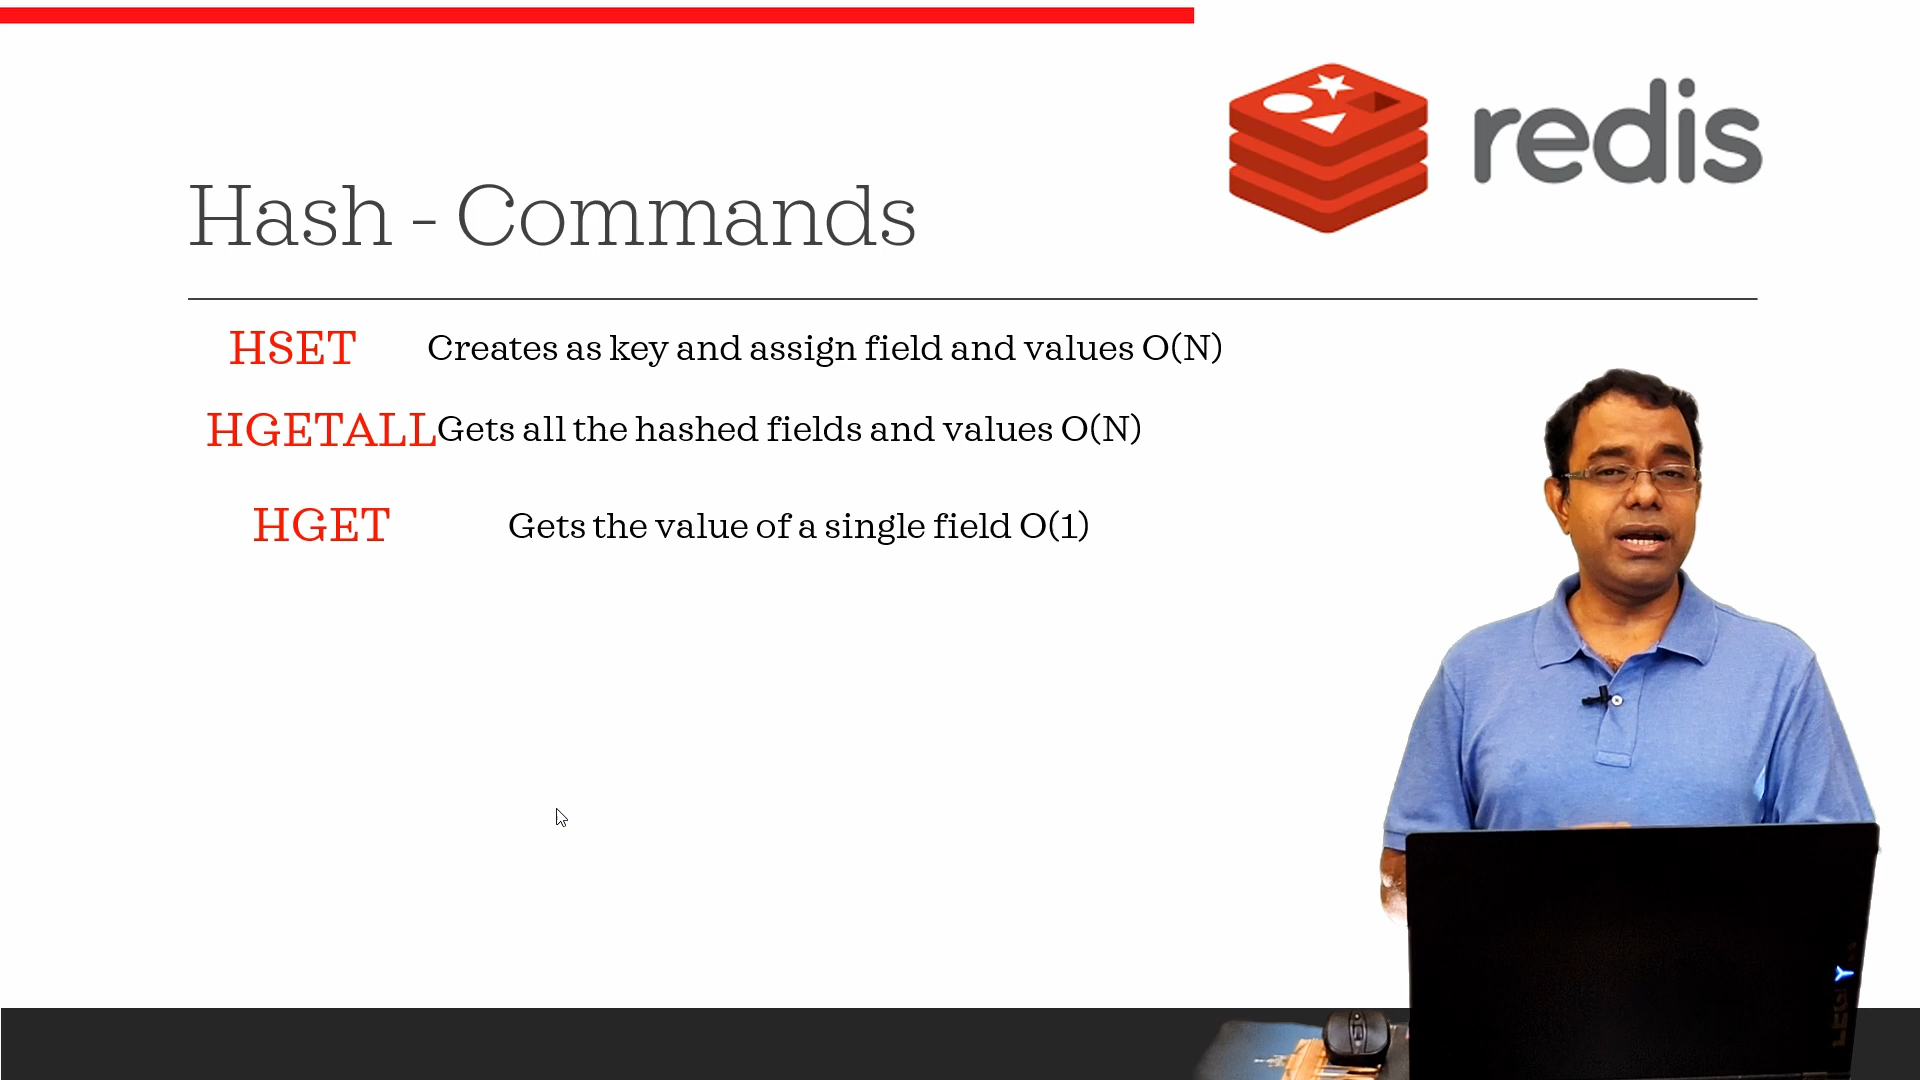 redis
Hash - Commands
HSET Creates as key and assign field and values O(N)
HGETALL Gets all the hashed fields and values O(N)
HGET Gets the value of a single field O(1)